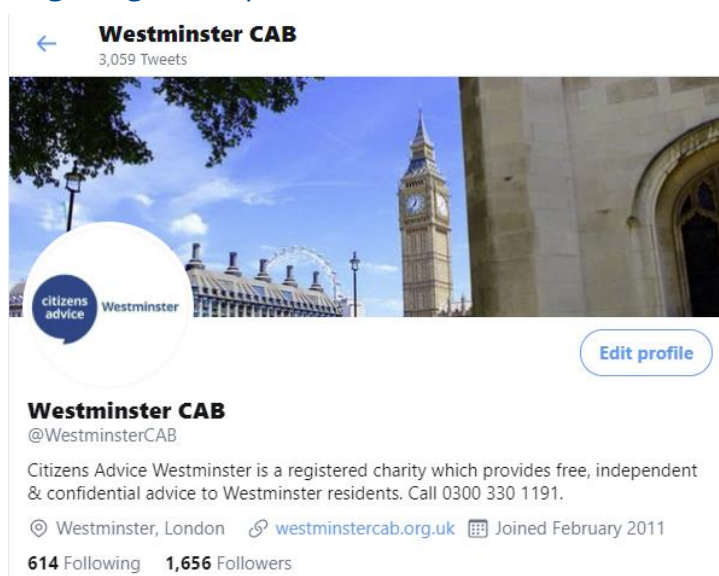 Westminster CAB
3,059 Tweets
citizens
advice
Westminster
Edit profile
Westminster CAB
@WestminsterCAB
Citizens Advice Westminster is a registered charity which provides free, independent
& confidential advice to Westminster residents. Call 0300 330 1191.
Westminster, London westminstercab.org.uk Joined February 2011
614 Following 1,656 Followers